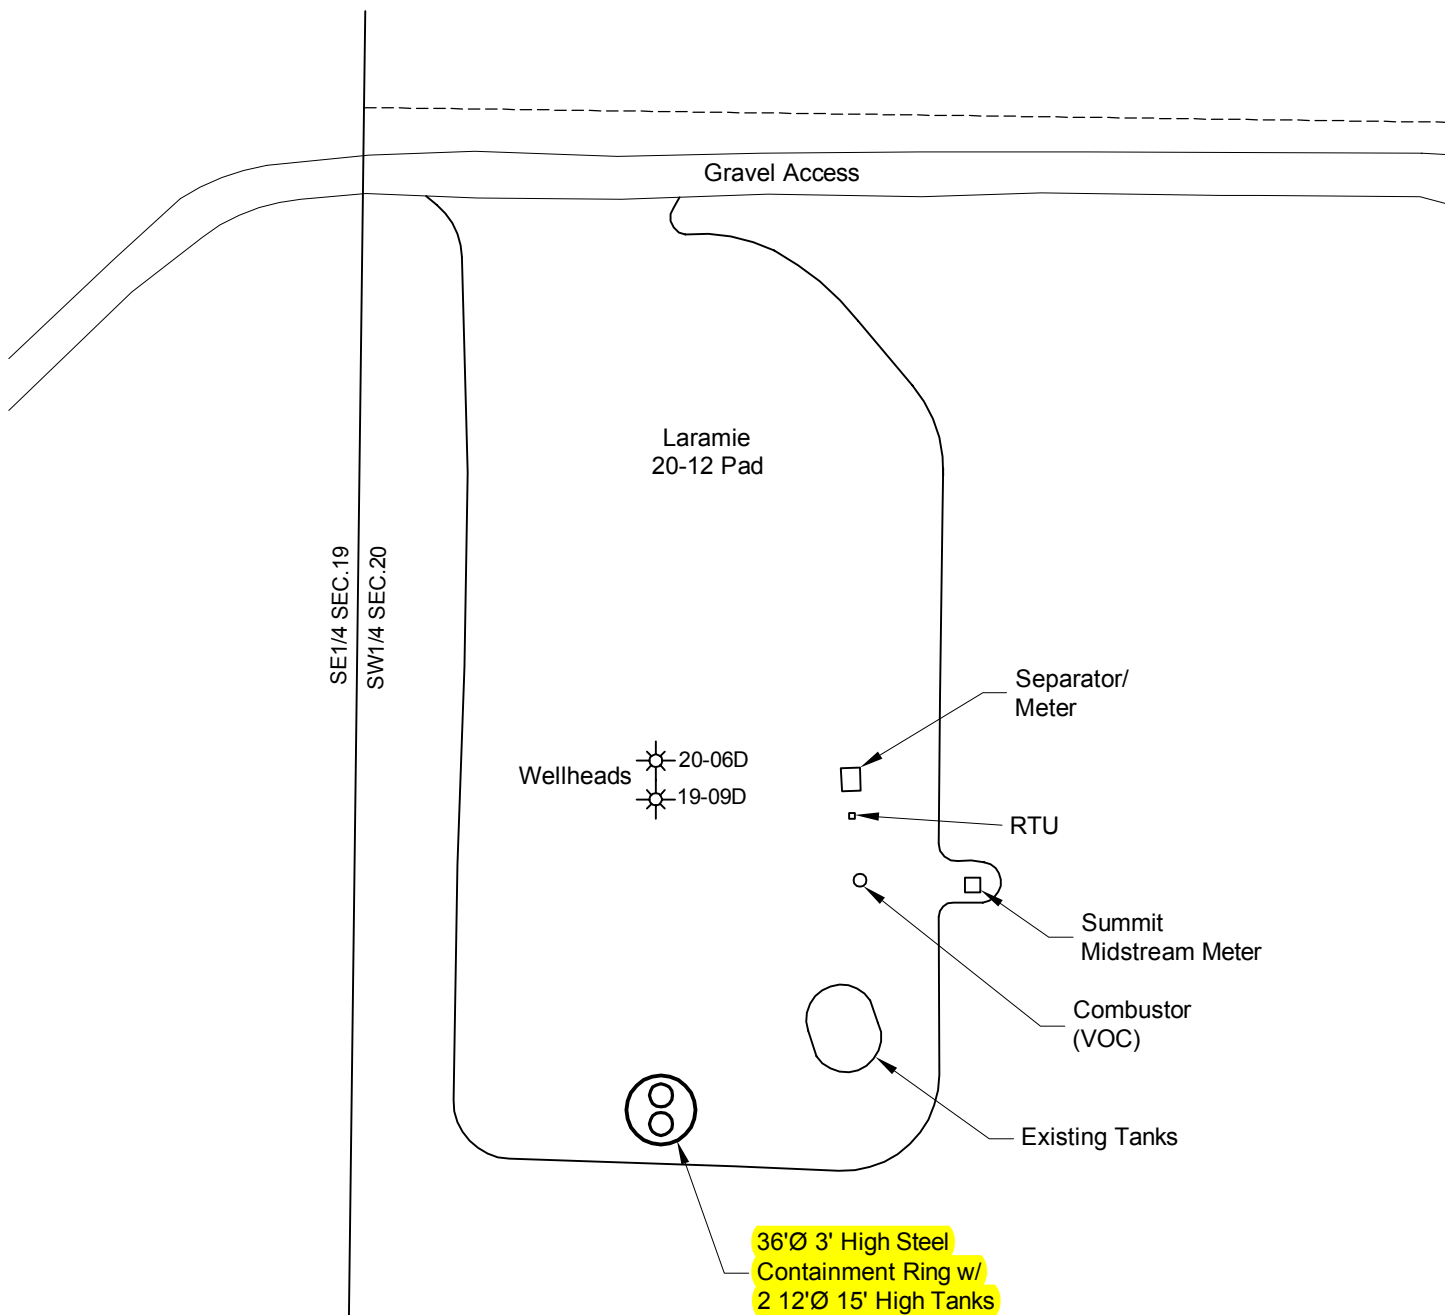 Gravel Access
Laramie
20-12 Pad
SE1/4 SEC.19
SW1/4 SEC.20
Separator/
Meter
Wellheads
20-06D
19-09D
RTU
Summit
Midstream Meter
Combustor
(VOC)
Existing Tanks
36'Ø 3' High Steel
Containment Ring w/
2 12'Ø 15' High Tanks